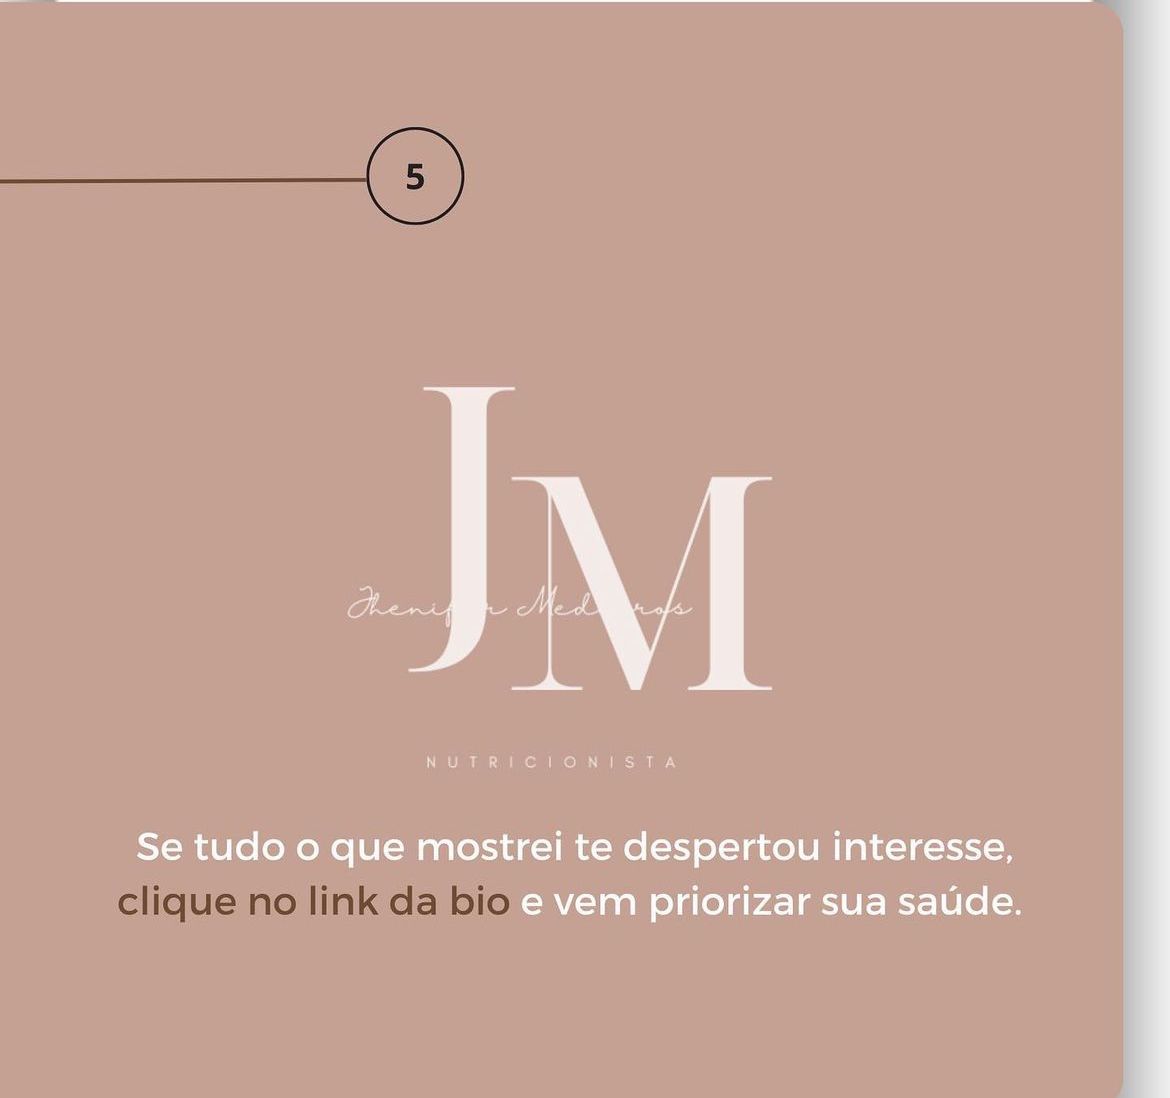 5
JM
Jhenifer Medeiros
NUTRICIONISTA
Se tudo o que mostrei te despertou interesse,
clique no link da bio e vem priorizar sua saúde.